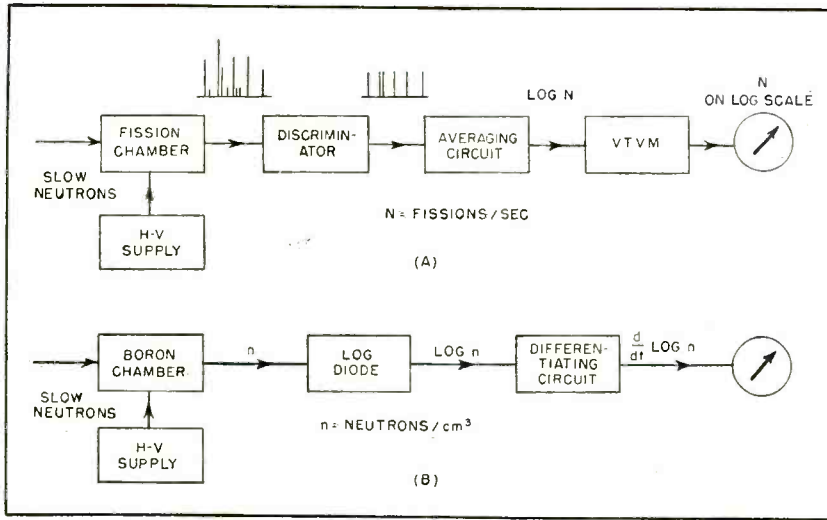 LOG N
N
ON LOG SCALE
FISSION
CHAMBER
DISCRIMIN-
ATOR
AVERAGING
CIRCUIT
VTVM
SLOW
NEUTRONS
H-V
SUPPLY
N = FISSIONS / SEC
(A)
BORON
CHAMBER
n
LOG
DIODE
LOG n
DIFFEREN-
TIATING
CIRCUIT
d/dt LOG n
SLOW
NEUTRONS
H-V
SUPPLY
n = NEUTRONS / cm³
(B)